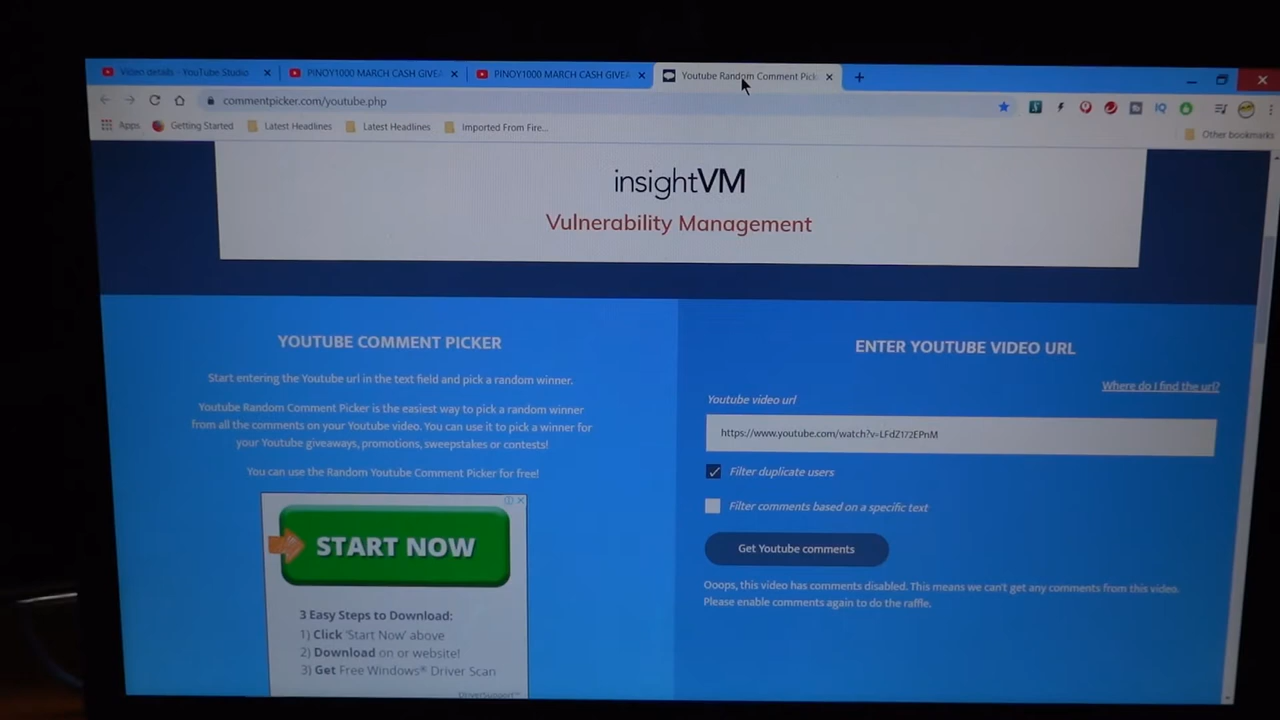 Video details - YouTube Studio
PINOY1000 MARCH CASH GIVEA
PINOY1000 MARCH CASH GIVEA
Youtube Random Comment Pick
commentpicker.com/youtube.php
IQ
Apps
Getting Started
Latest Headlines
Latest Headlines
Imported From Fire...
Other bookmarks
insightVM
Vulnerability Management
YOUTUBE COMMENT PICKER
Start entering the Youtube url in the text field and pick a random winner.
Youtube Random Comment Picker is the easiest way to pick a random winner
from all the comments on your Youtube video. You can use it to pick a winner for
your Youtube giveaways, promotions, sweepstakes or contests!
You can use the Random Youtube Comment Picker for free!
START NOW
3 Easy Steps to Download:
1) Click 'Start Now' above
2) Download on or website!
3) Get Free Windows® Driver Scan
DriverSupport™
ENTER YOUTUBE VIDEO URL
Where do I find the url?
Youtube video url
https://www.youtube.com/watch?v=LFdZ172EPnM
Filter duplicate users
Filter comments based on a specific text
Get Youtube comments
Ooops, this video has comments disabled. This means we can't get any comments from this video.
Please enable comments again to do the raffle.